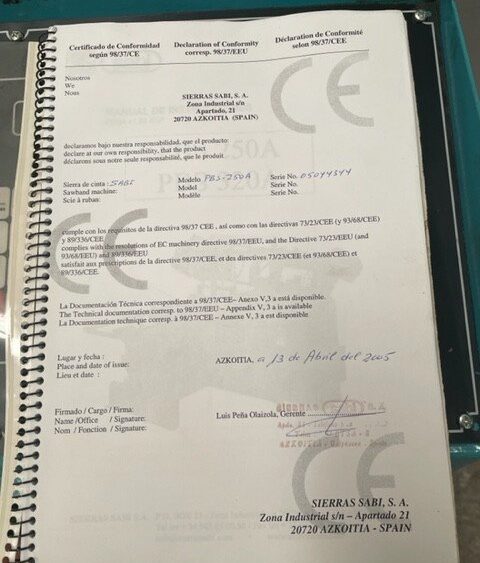 Certificado de Conformidad
según 98/37/CE
Declaration of Conformity
corresp. 98/37/EEU
Déclaration de Conformité
selon 98/37/CEE
Nosotros
We
Nous
SIERRAS SABI, S. A.
Zona Industrial s/n
Apartado, 21
20720 AZKOITIA (SPAIN)
declaramos bajo nuestra responsabilidad, que el producto:
declare at our own responsibility, that the product
déclarons sous notre seule responsabilité, que le produit
Sierra de cinta : SABI Modelo PBS-250A Serie No. 05044344
Sawband machine: Model Serie No.
Scie à ruban: Modèle Serie No.
cumple con los requisitos de la directiva 98/37 CEE , así como con las directivas 73/23/CEE (y 93/68/CEE)
y 89/336/CEE
complies with the resolutions of EC machinery directive 98/37/EEU, and the Directive 73/23/EEU (and
93/68/EEU) and 89/336/EEU
satisfait aux prescriptions de la directive 98/37/CEE, et des directives 73/23/CEE (et 93/68/CEE) et
89/336/CEE.
La Documentación Técnica correspondiente a 98/37/CEE– Anexo V,3 a está disponible.
The Technical documentation corresp. to 98/37/EEU – Appendix V, 3 a is available
La Documentation technique corresp. à 98/37/CEE – Annexe V, 3 a est disponible
Lugar y fecha :
Place and date of issue: AZKOITIA, a 13 de Abril del 2005
Lieu et date :
Firmado / Cargo / Firma:
Name /Office / Signature: Luis Peña Olaizola, Gerente
Nom / Fonction / Signature:
SIERRAS SABI, S. A.
Zona Industrial s/n – Apartado 21
20720 AZKOITIA - SPAIN
CE
CE
CE